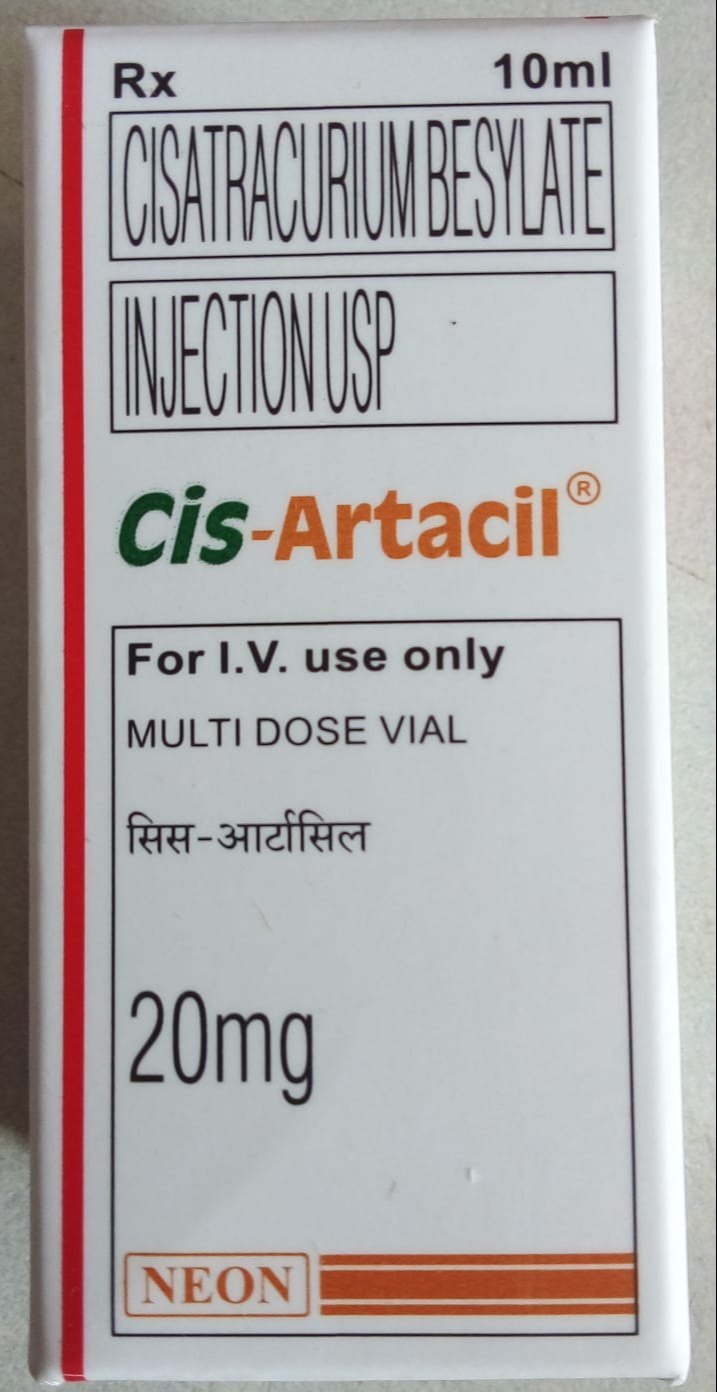 Rx 10ml
CISATRACURIUM BESYLATE
INJECTION USP
Cis-Artacil®
For I.V. use only
MULTI DOSE VIAL
सिस-आर्टासिल
20mg
NEON